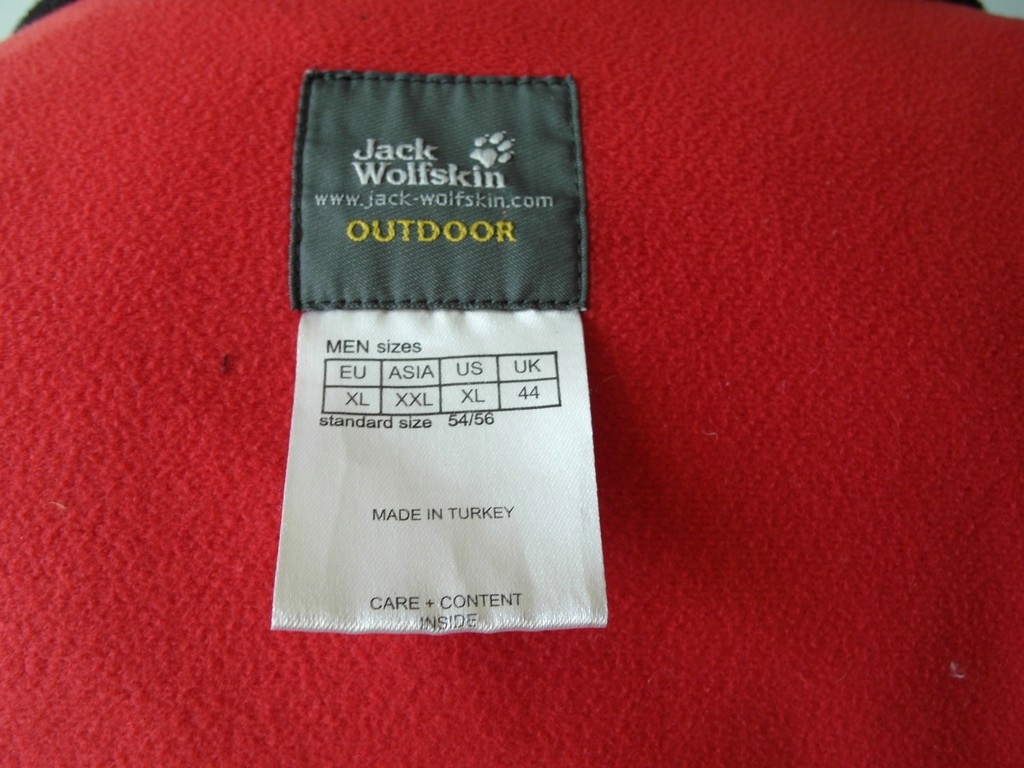 Jack
Wolfskin
www.jack-wolfskin.com
OUTDOOR
MEN sizes
EU ASIA US UK
XL XXL XL 44
standard size 54/56
MADE IN TURKEY
CARE + CONTENT
INSIDE